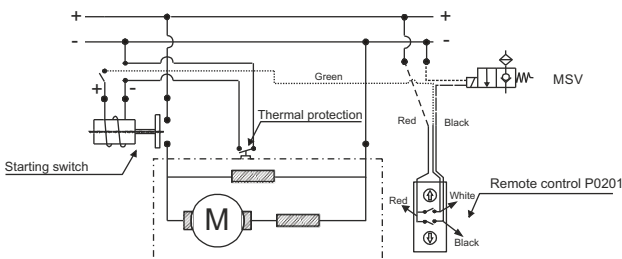 + +
- -
Green
MSV
+ -
Thermal protection
Red
Black
Starting switch
Remote control P0201
Red
White
M
Black